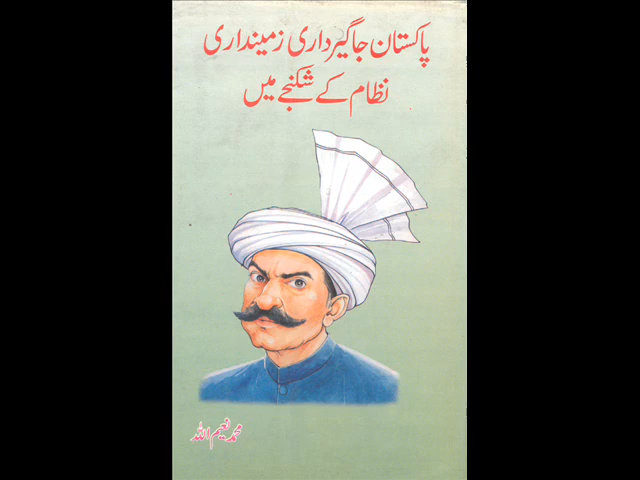 پاکستان جاگیرداری زمینداری
نظام کے شکنجے میں
محمد نعیم اللہ